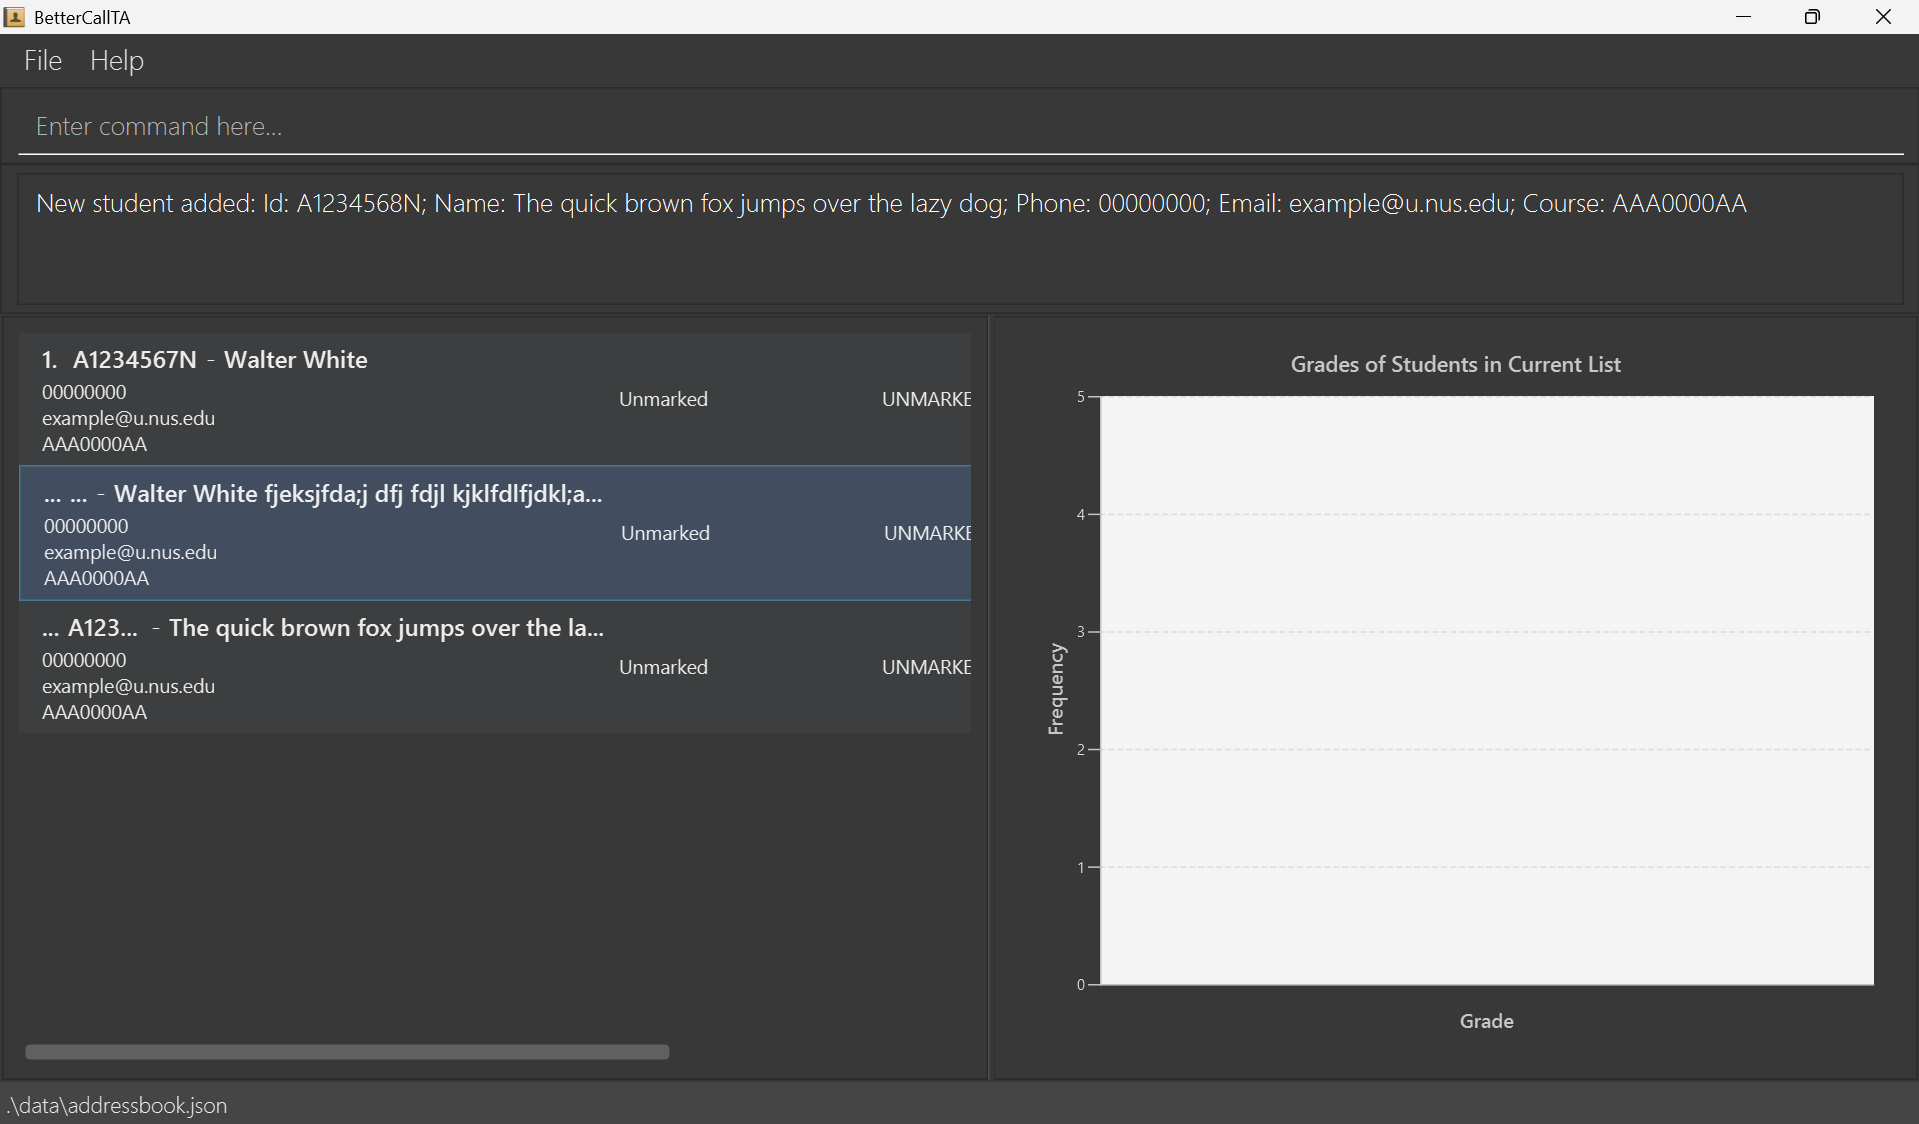 BetterCallTA
File Help
Enter command here...
New student added: Id: A1234568N; Name: The quick brown fox jumps over the lazy dog; Phone: 00000000; Email: example@u.nus.edu; Course: AAA0000AA
1. A1234567N - Walter White
00000000
example@u.nus.edu
AAA0000AA
Unmarked
UNMARKE
... ... - Walter White fjeksjfda;j dfj fdjl kjklfdlfjdkl;a...
00000000
example@u.nus.edu
AAA0000AA
Unmarked
UNMARKE
... A123... - The quick brown fox jumps over the la...
00000000
example@u.nus.edu
AAA0000AA
Unmarked
UNMARKE
Grades of Students in Current List
5
4
3
2
1
0
Frequency
Grade
.\data\addressbook.json